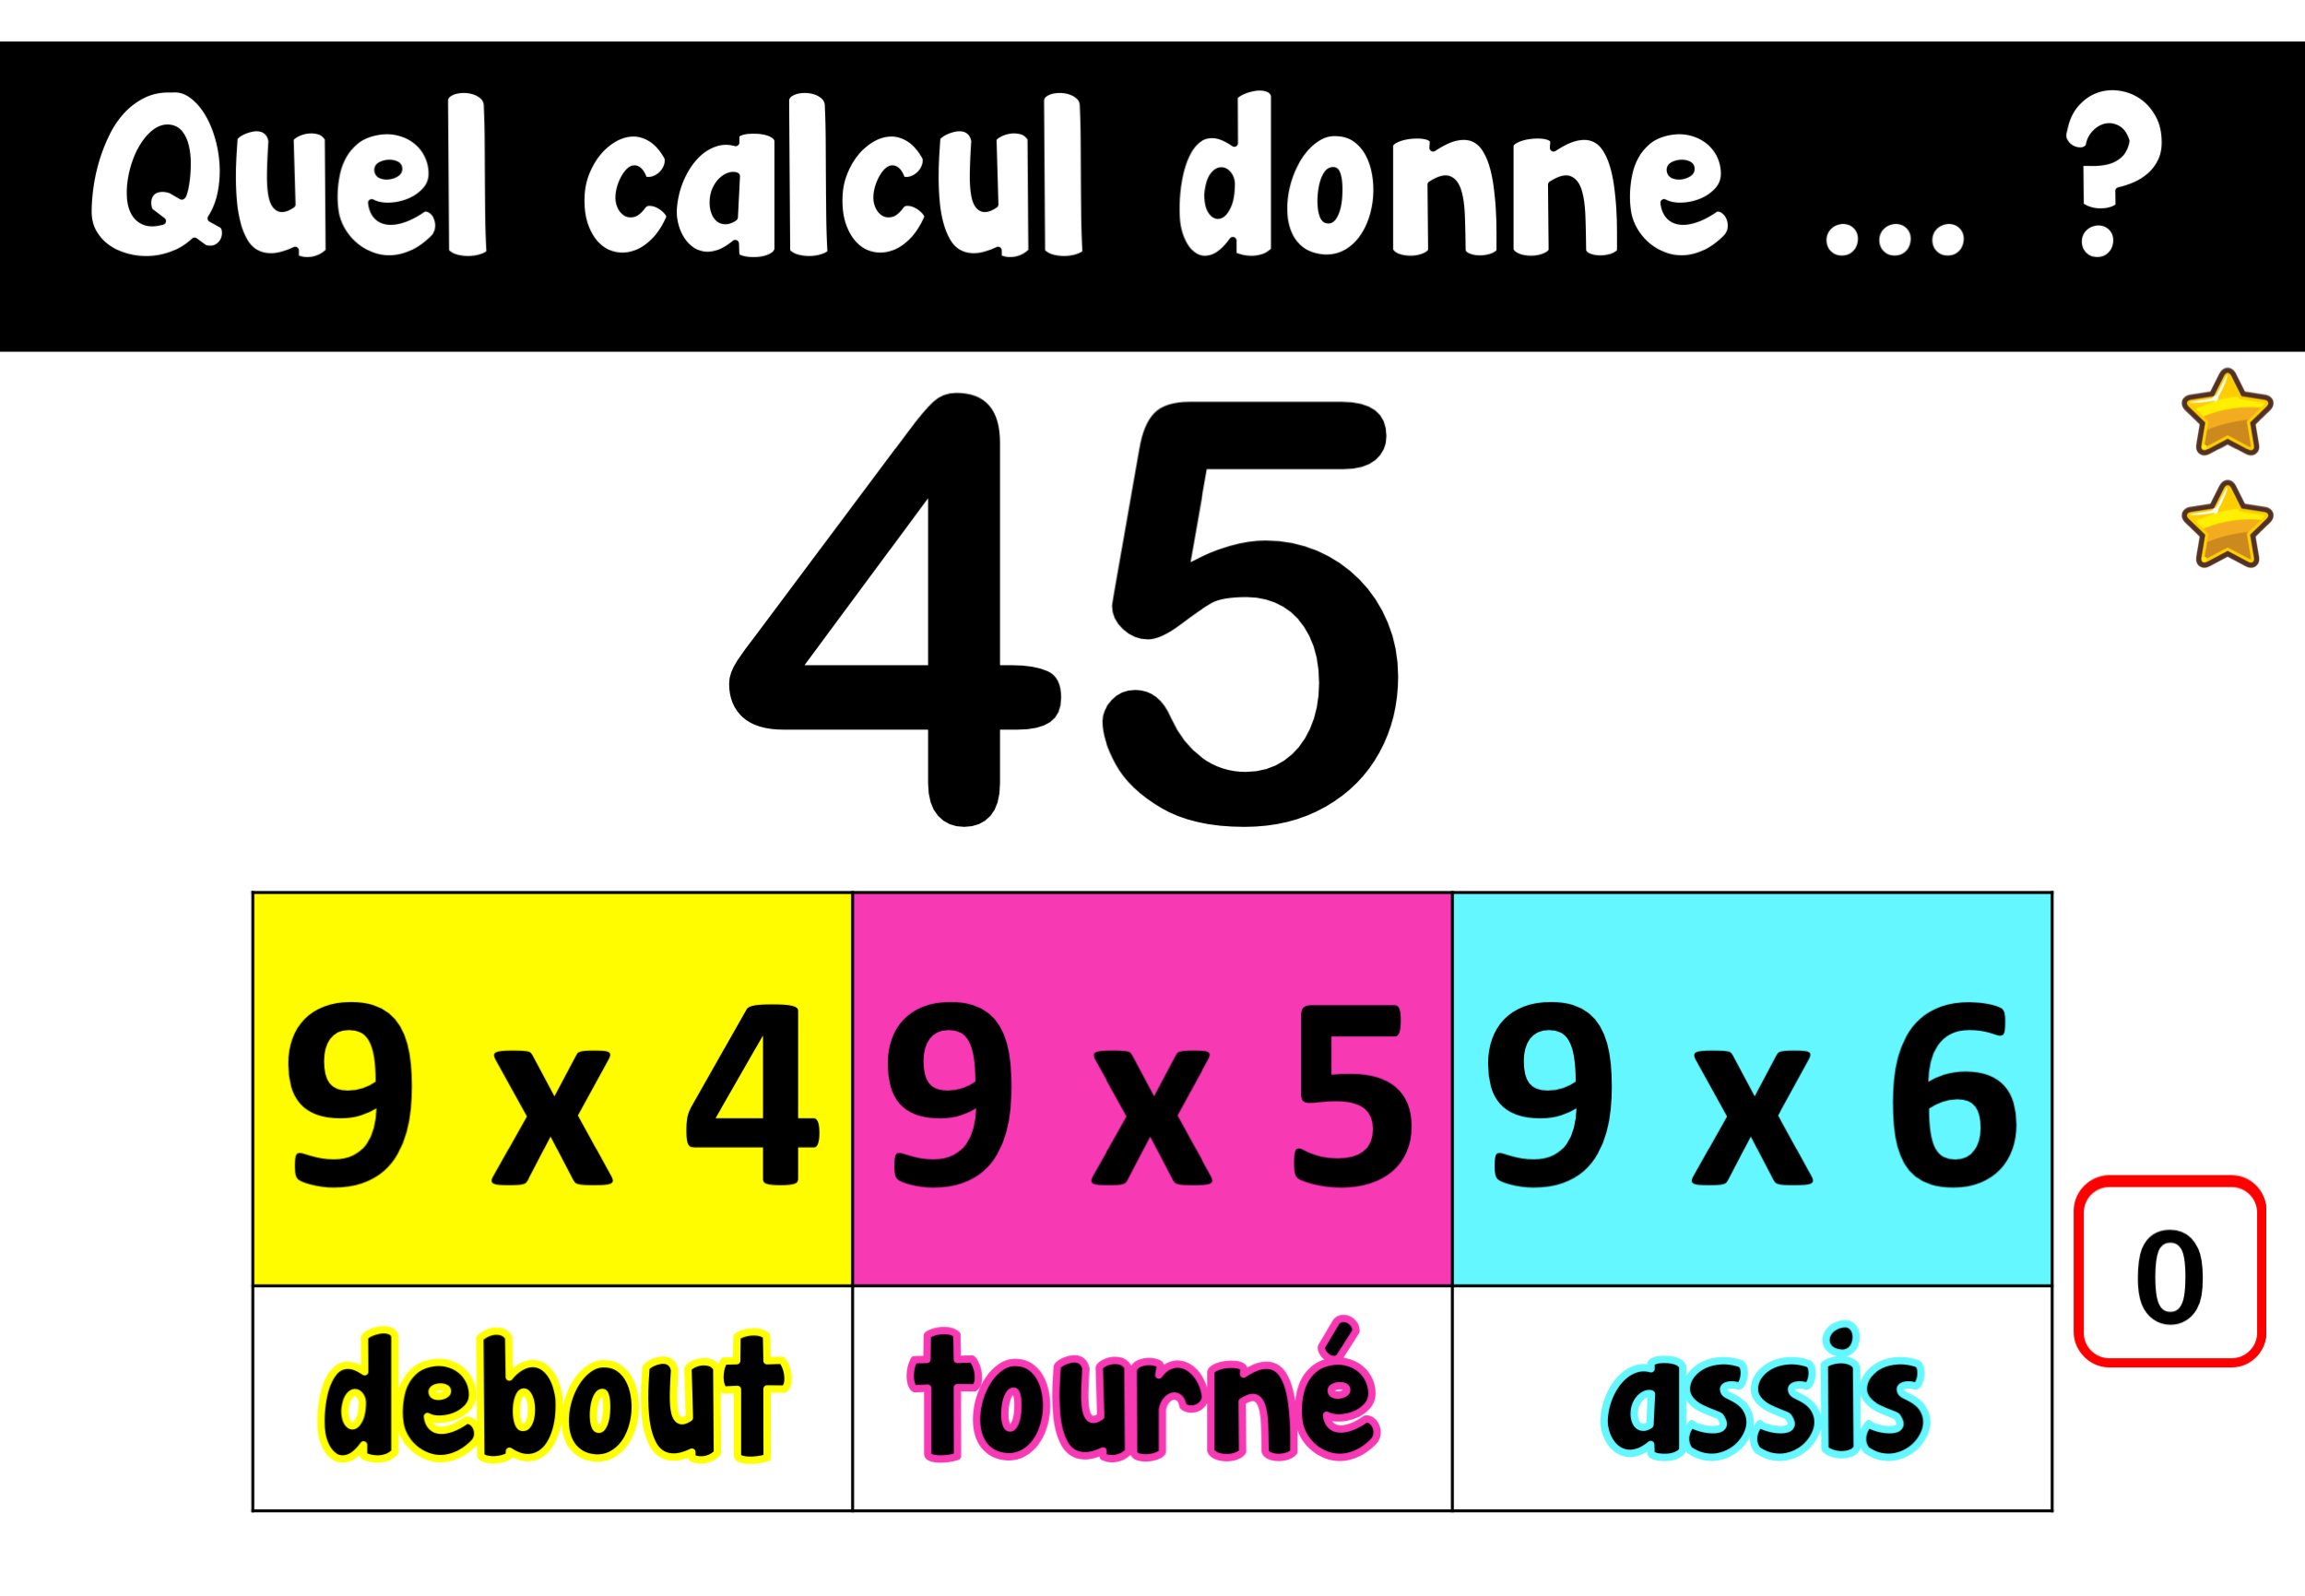 Quel calcul donne ... ?
45
9 x 4 9 x 5 9 x 6
0
debout tourné assis